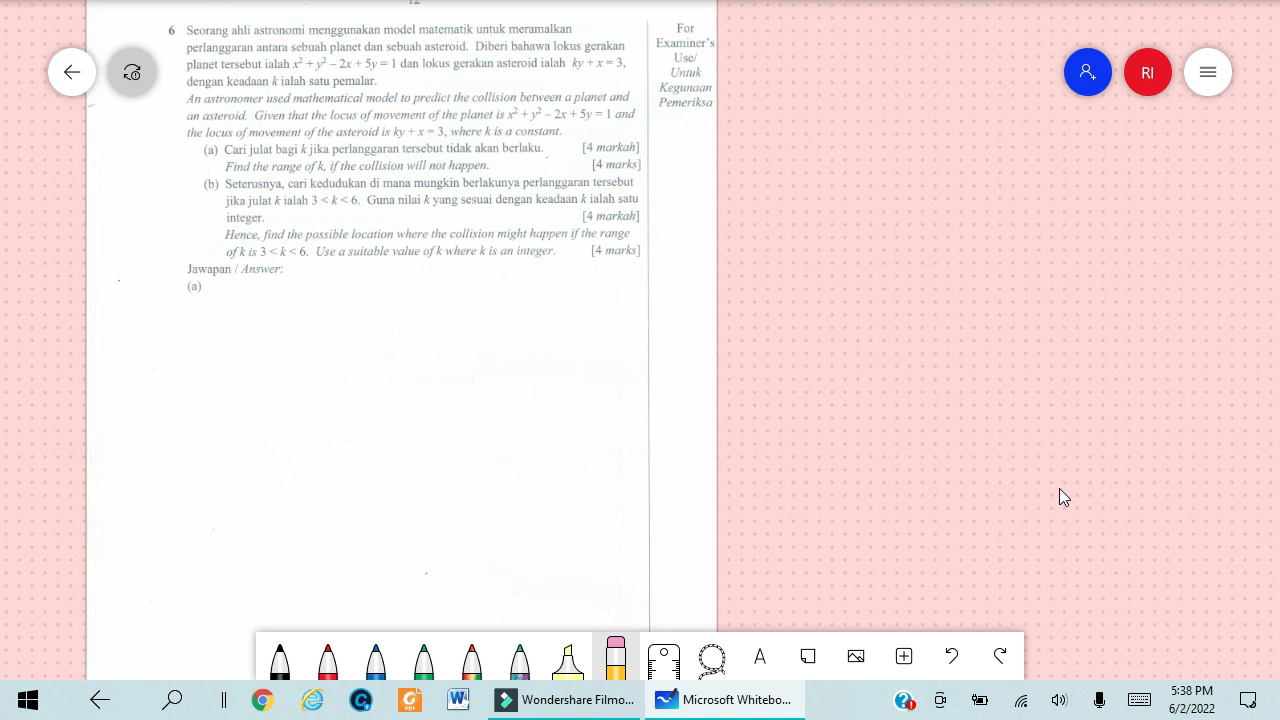 12
6 Seorang ahli astronomi menggunakan model matematik untuk meramalkan
perlanggaran antara sebuah planet dan sebuah asteroid. Diberi bahawa lokus gerakan
planet tersebut ialah x² + y² – 2x + 5y = 1 dan lokus gerakan asteroid ialah ky + x = 3,
dengan keadaan k ialah satu pemalar.
An astronomer used mathematical model to predict the collision between a planet and
an asteroid. Given that the locus of movement of the planet is x² + y² – 2x + 5y = 1 and
the locus of movement of the asteroid is ky + x = 3, where k is a constant.
(a) Cari julat bagi k jika perlanggaran tersebut tidak akan berlaku. [4 markah]
Find the range of k, if the collision will not happen. [4 marks]
(b) Seterusnya, cari kedudukan di mana mungkin berlakunya perlanggaran tersebut
jika julat k ialah 3 < k < 6. Guna nilai k yang sesuai dengan keadaan k ialah satu
integer. [4 markah]
Hence, find the possible location where the collision might happen if the range
of k is 3 < k < 6. Use a suitable value of k where k is an integer. [4 marks]
Jawapan / Answer:
(a)
For
Examiner's
Use/
Untuk
Kegunaan
Pemeriksa
RI
A
Wondershare Filmo...
Microsoft Whitebo...
5:38 PM
6/2/2022